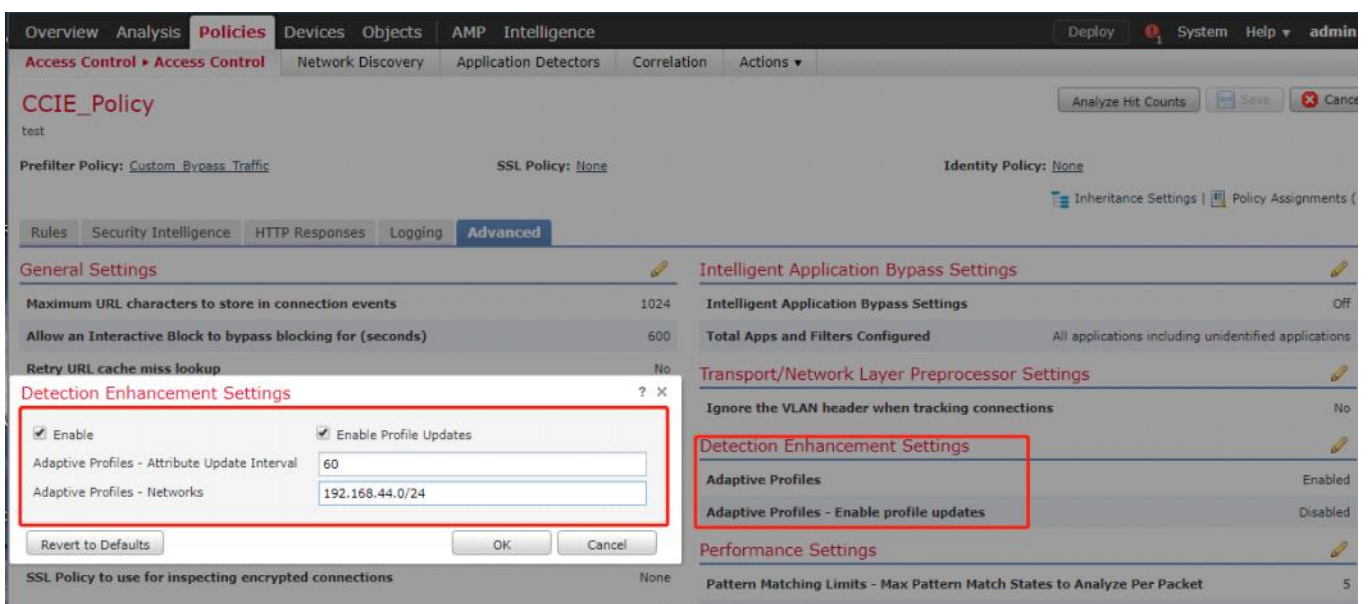 Overview Analysis Policies Devices Objects AMP Intelligence Deploy 1 System Help ▾ admin
Access Control ▸ Access Control Network Discovery Application Detectors Correlation Actions ▾
CCIE_Policy Analyze Hit Counts Save Cance
test
Prefilter Policy: Custom_Bypass_Traffic SSL Policy: None Identity Policy: None
Inheritance Settings | Policy Assignments (
Rules Security Intelligence HTTP Responses Logging Advanced
General Settings
Maximum URL characters to store in connection events 1024
Allow an Interactive Block to bypass blocking for (seconds) 600
Retry URL cache miss lookup No
Detection Enhancement Settings ? ×
Enable Enable Profile Updates
Adaptive Profiles - Attribute Update Interval 60
Adaptive Profiles - Networks 192.168.44.0/24
Revert to Defaults OK Cancel
SSL Policy to use for inspecting encrypted connections None
Intelligent Application Bypass Settings
Intelligent Application Bypass Settings Off
Total Apps and Filters Configured All applications including unidentified applications
Transport/Network Layer Preprocessor Settings
Ignore the VLAN header when tracking connections No
Detection Enhancement Settings
Adaptive Profiles Enabled
Adaptive Profiles - Enable profile updates Disabled
Performance Settings
Pattern Matching Limits - Max Pattern Match States to Analyze Per Packet 5